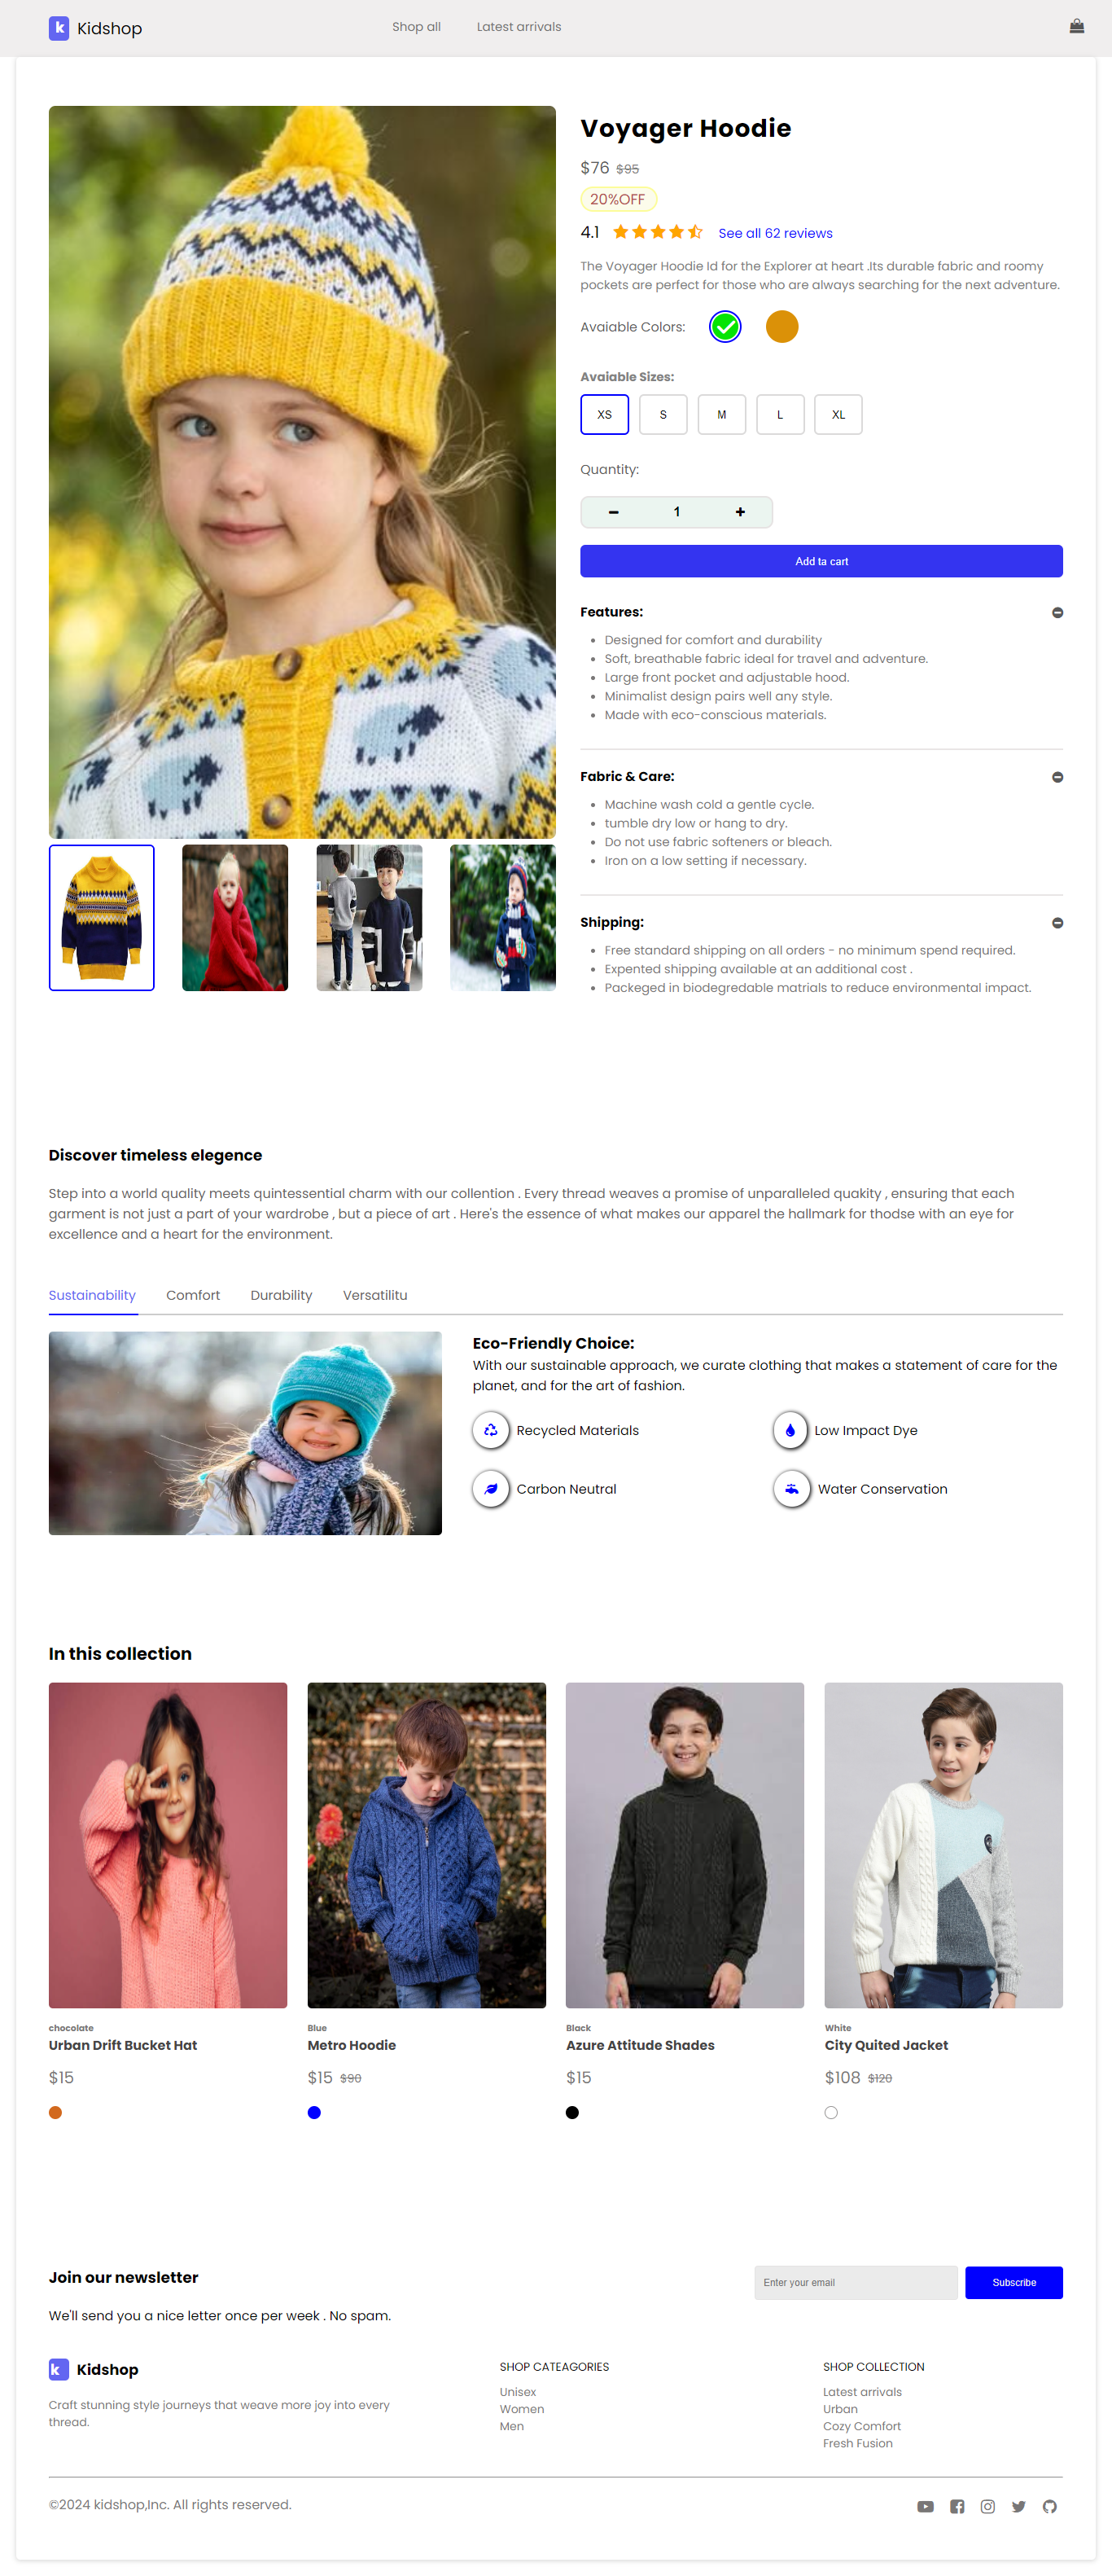 k Kidshop
Shop all
Latest arrivals
Voyager Hoodie
$76 $95
20%OFF
4.1 See all 62 reviews
The Voyager Hoodie Id for the Explorer at heart .Its durable fabric and roomy
pockets are perfect for those who are always searching for the next adventure.
Avaiable Colors:
Avaiable Sizes:
XS S M L XL
Quantity:
1
Add ta cart
Features:
Designed for comfort and durability
Soft, breathable fabric ideal for travel and adventure.
Large front pocket and adjustable hood.
Minimalist design pairs well any style.
Made with eco-conscious materials.
Fabric & Care:
Machine wash cold a gentle cycle.
tumble dry low or hang to dry.
Do not use fabric softeners or bleach.
Iron on a low setting if necessary.
Shipping:
Free standard shipping on all orders - no minimum spend required.
Expented shipping available at an additional cost .
Packeged in biodegredable matrials to reduce environmental impact.
Discover timeless elegence
Step into a world quality meets quintessential charm with our collention . Every thread weaves a promise of unparalleled quakity , ensuring that each
garment is not just a part of your wardrobe , but a piece of art . Here's the essence of what makes our apparel the hallmark for thodse with an eye for
excellence and a heart for the environment.
Sustainability Comfort Durability Versatilitu
Eco-Friendly Choice:
With our sustainable approach, we curate clothing that makes a statement of care for the
planet, and for the art of fashion.
Recycled Materials
Low Impact Dye
Carbon Neutral
Water Conservation
In this collection
chocolate
Urban Drift Bucket Hat
$15
Blue
Metro Hoodie
$15 $90
Black
Azure Attitude Shades
$15
White
City Quited Jacket
$108 $120
Join our newsletter
We'll send you a nice letter once per week . No spam.
Enter your email
Subscribe
k Kidshop
Craft stunning style journeys that weave more joy into every
thread.
SHOP CATEAGORIES
Unisex
Women
Men
SHOP COLLECTION
Latest arrivals
Urban
Cozy Comfort
Fresh Fusion
©2024 kidshop,Inc. All rights reserved.